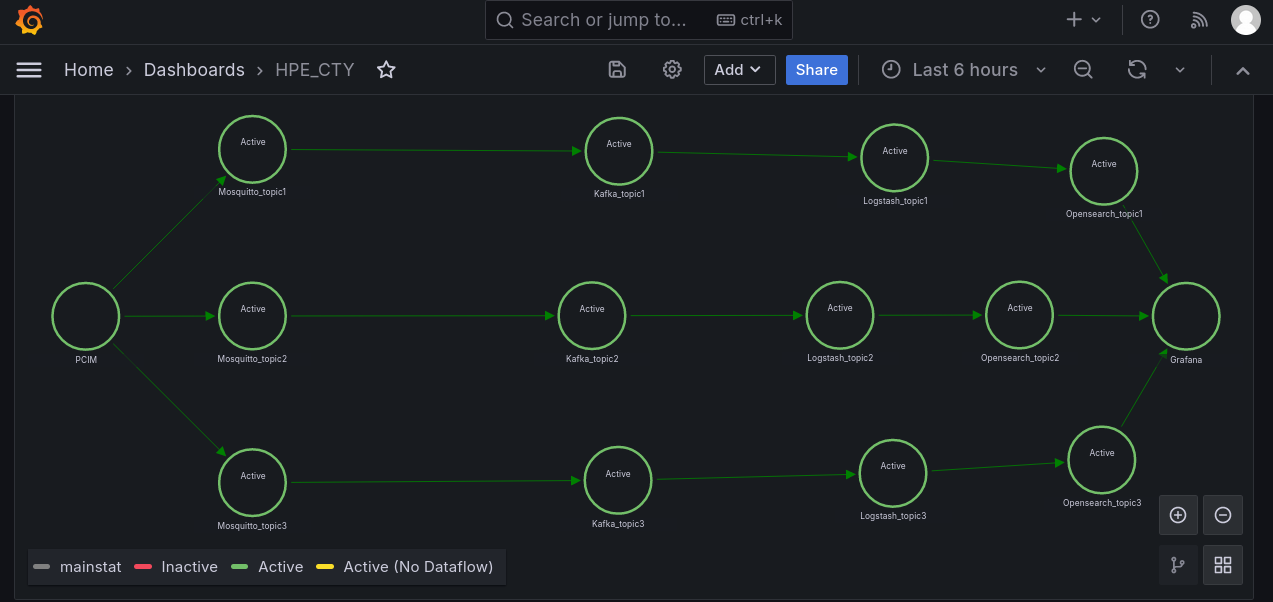 Search or jump to... ctrl+k
Home › Dashboards › HPE_CTY Add Share Last 6 hours
Active Active Active Active
Mosquitto_topic1 Kafka_topic1 Logstash_topic1 Opensearch_topic1
Active Active Active Active
PCIM Mosquitto_topic2 Kafka_topic2 Logstash_topic2 Opensearch_topic2 Grafana
Active Active Active Active
Mosquitto_topic3 Kafka_topic3 Logstash_topic3 Opensearch_topic3
mainstat Inactive Active Active (No Dataflow)